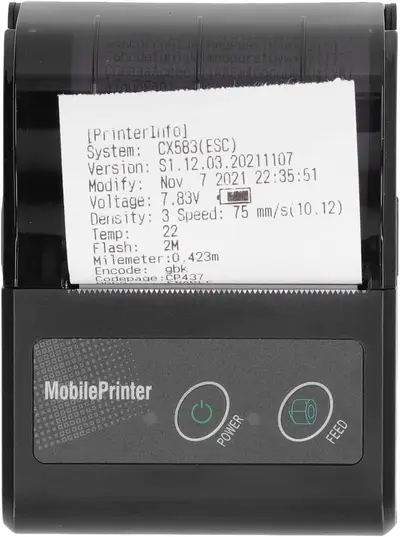 [PrinterInfo]
System: CX583(ESC)
Version: S1.12.03.20211107
Modify: Nov 7 2021 22:35:51
Voltage: 7.83V
Density: 3 Speed: 75 mm/s(10.12)
Temp: 22
Flash: 2M
Milemeter:0.423m
Encode: gbk
Codepage:CP437
MobilePrinter
POWER
FEED